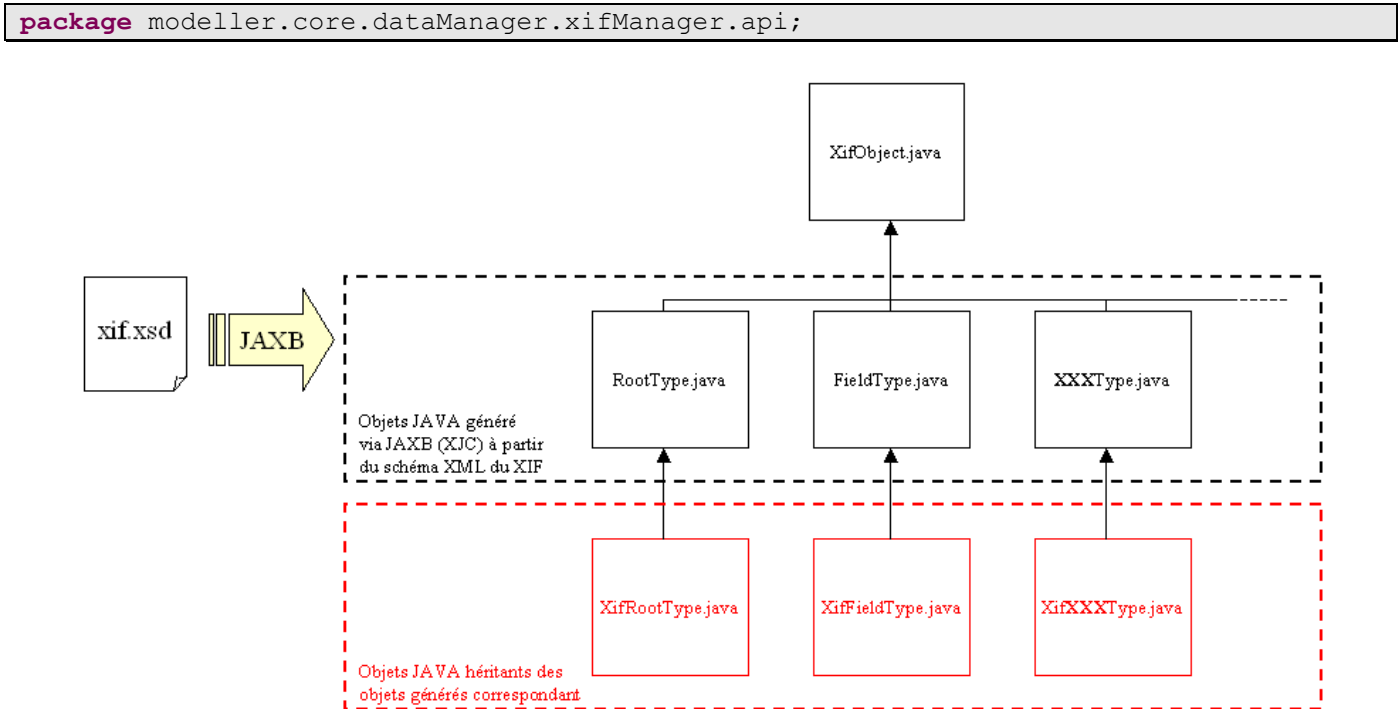 package modeller.core.dataManager.xifManager.api;
XifObject.java
xif.xsd
JAXB
RootType.java
FieldType.java
XXXType.java
Objets JAVA généré
via JAXB (XJC) à partir
du schéma XML du XIF
XifRootType.java
XifFieldType.java
XifXXXType.java
Objets JAVA héritants des
objets générés correspondant